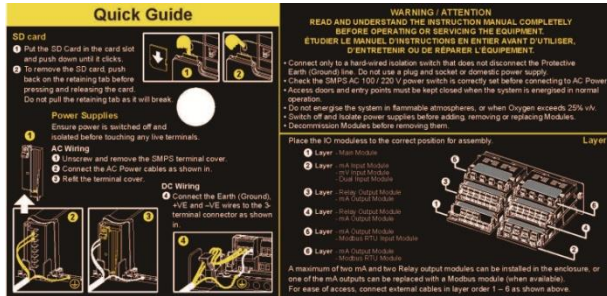 Quick Guide
SD card
1 Put the SD Card in the card slot
and push down until it clicks.
2 To remove the SD card, push
back on the retaining tab before
pressing and releasing the card.
Do not pull the retaining tab as it will break.
1
2
Power Supplies
Ensure power is switched off and
isolated before touching any live terminals.
1
AC Wiring
1 Unscrew and remove the SMPS terminal cover.
2 Connect the AC Power cables as shown in.
3 Refit the terminal cover.
DC Wiring
4 Connect the Earth (Ground),
+VE and –VE wires to the 3-
terminal connector as shown
in.
2
3
4
WARNING / ATTENTION
READ AND UNDERSTAND THE INSTRUCTION MANUAL COMPLETELY
BEFORE OPERATING OR SERVICING THE EQUIPMENT.
ÉTUDIER LE MANUEL D'INSTRUCTIONS EN ENTIER AVANT D'UTILISER,
D'ENTRETENIR OU DE RÉPARER L'ÉQUIPEMENT.
• Connect only to a hard-wired isolation switch that does not disconnect the Protective
Earth (Ground) line. Do not use a plug and socket or domestic power supply.
• Check the SMPS AC 100 / 220 V power switch is correctly set before connecting to AC Power
• Access doors and entry points must be kept closed when the system is energised in normal
operation.
• Do not energise the system in flammable atmospheres, or when Oxygen exceeds 25% v/v.
• Switch off and Isolate power supplies before adding, removing or replacing Modules.
• Decommission Modules before removing them.
Place the IO moduless to the correct position for assembly.
Layer
1 Layer - Main Module
2 Layer - mA Input Module
- mV Input Module
- Dual Input Module
3 Layer - Relay Output Module
- mA Output Module
4 Layer - Relay Output Module
- mA Output Module
5 Layer - mA Output Module
- Modbus RTU Input Module
6 Layer - mA Output Module
- Modbus RTU Output Module
A maximum of two mA and two Relay output modules can be installed in the enclosure, or
one of the mA outputs can be replaced with a Modbus module (when available).
For ease of access, connect external cables in layer order 1 – 6 as shown above.